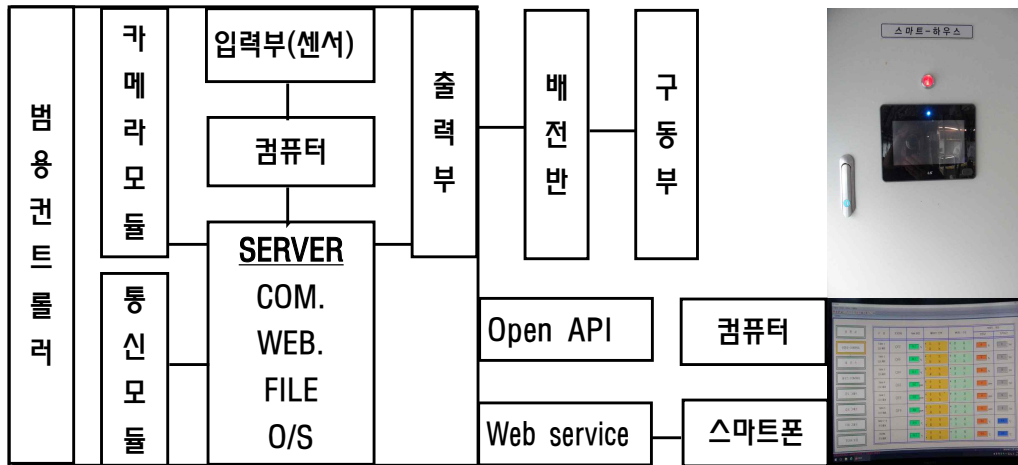 범용컨트롤러
카메라모듈
통신모듈
입력부(센서)
컴퓨터
SERVER
COM.
WEB.
FILE
O/S
출력부
배전반
구동부
Open API
컴퓨터
Web service
스마트폰
스마트-하우스